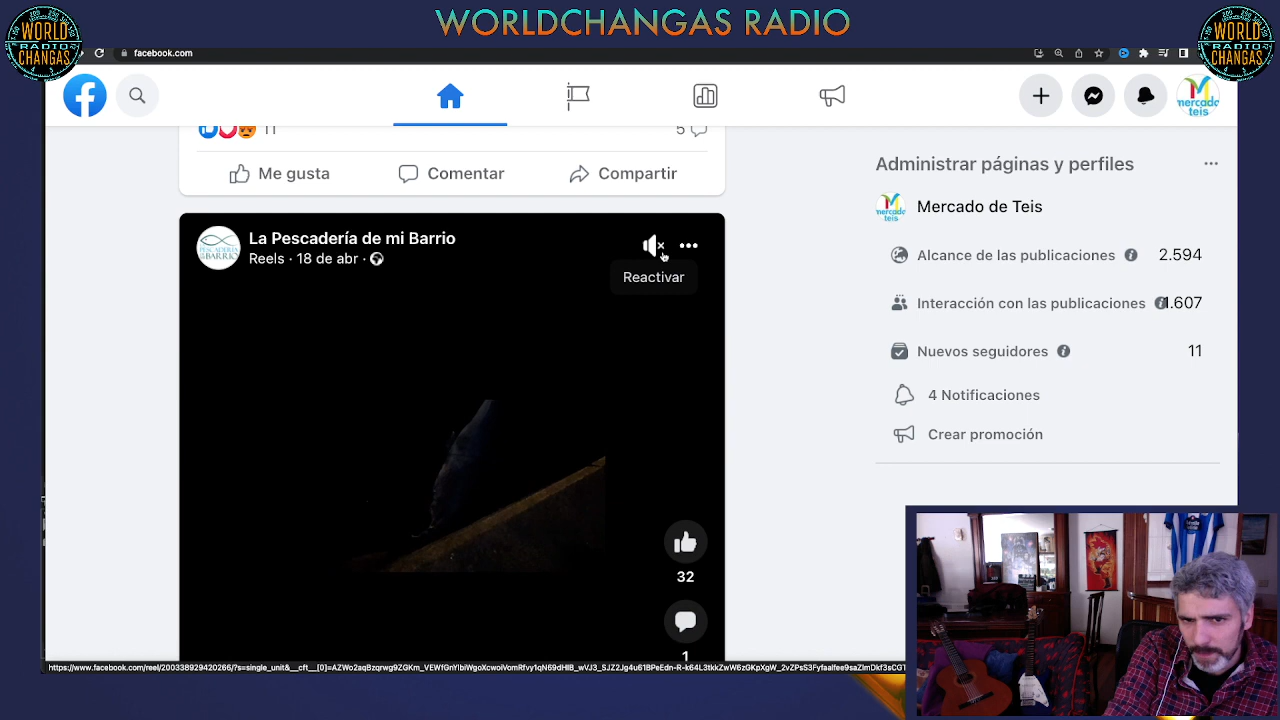 WORLDCHANGAS RADIO
WORLD
RADIO
CHANGAS
WORLD
RADIO
CHANGAS
facebook.com
mercado
teis
11
5
Me gusta
Comentar
Compartir
Administrar páginas y perfiles
Mercado de Teis
Alcance de las publicaciones
2.594
Interacción con las publicaciones
1.607
Nuevos seguidores
11
4 Notificaciones
Crear promoción
La Pescadería de mi Barrio
Reels · 18 de abr ·
Reactivar
32
1